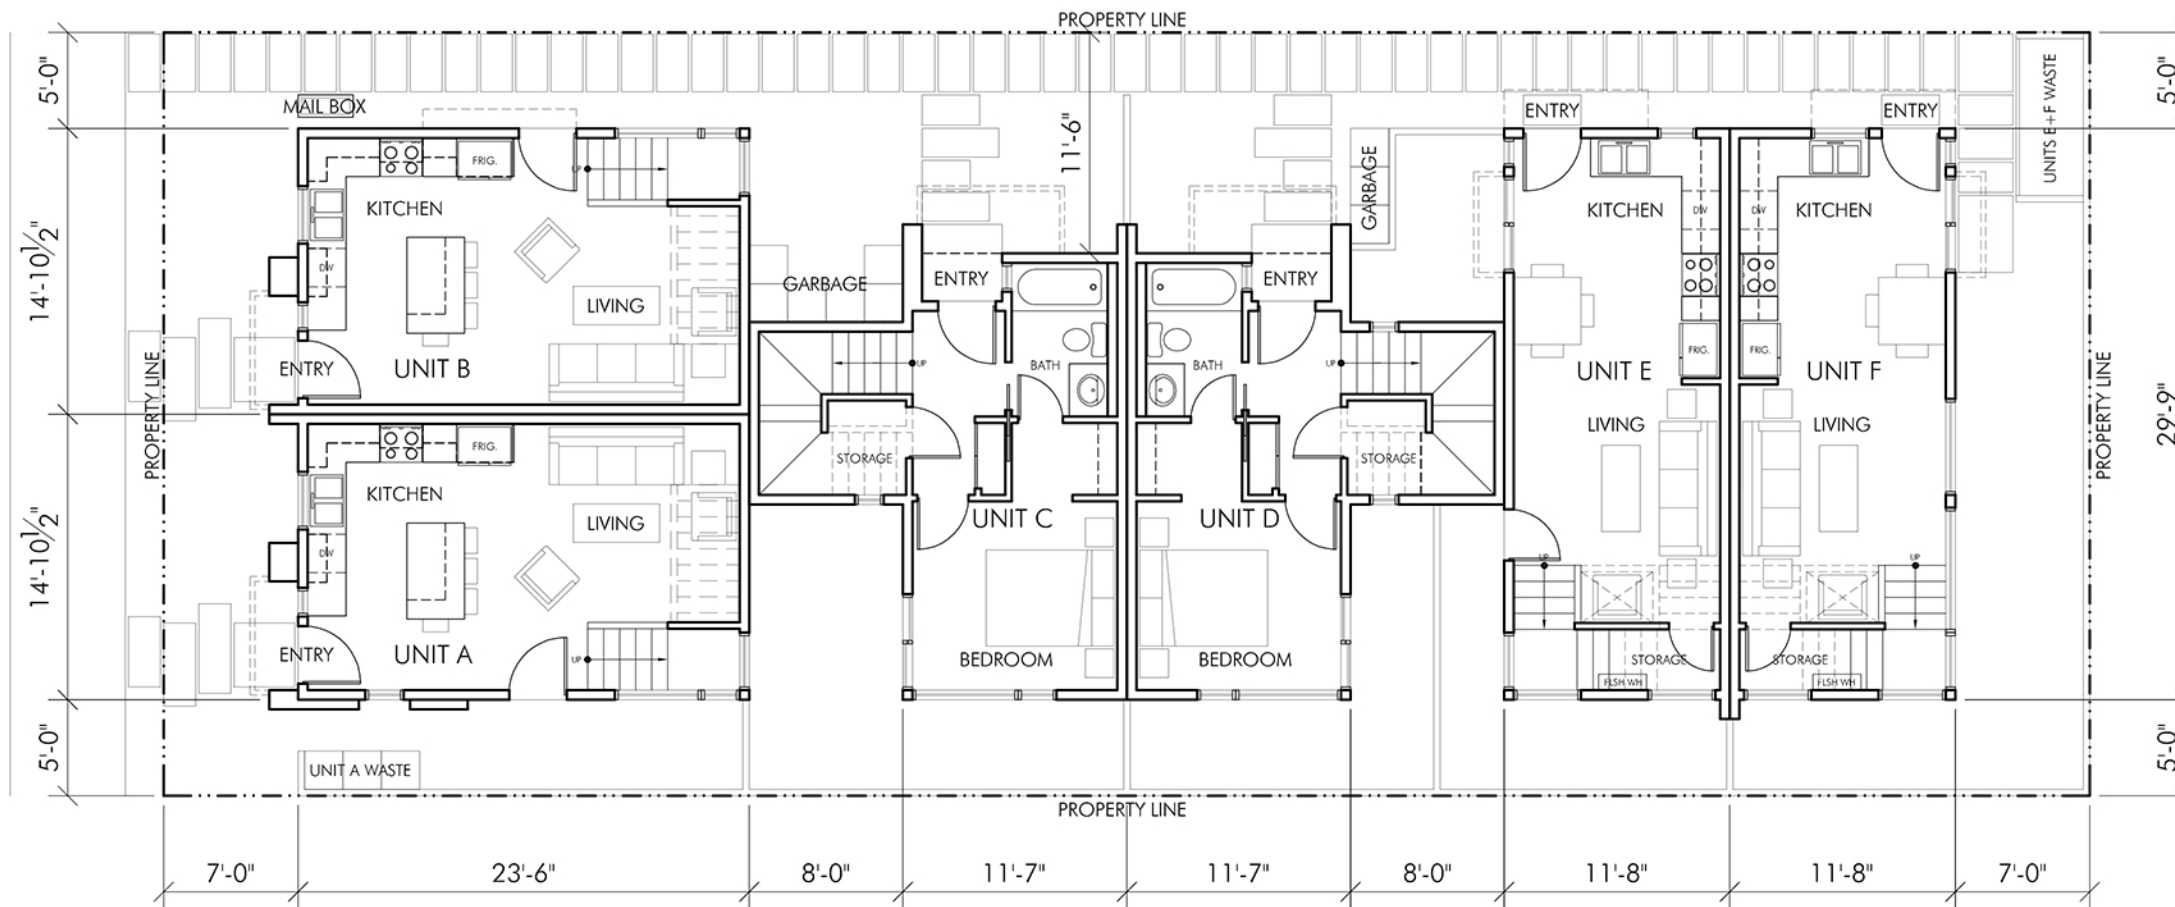 PROPERTY LINE
5'-0"
5'-0"
MAIL BOX
ENTRY
ENTRY
UNITS E+F WASTE
11'-6"
GARBAGE
FRIG.
UP
KITCHEN
KITCHEN
KITCHEN
DW
DW
14'-10 1/2"
DW
LIVING
GARBAGE
ENTRY
ENTRY
ENTRY
UNIT B
BATH
BATH
UP
UP
FRIG.
FRIG.
UNIT E
UNIT F
PROPERTY LINE
PROPERTY LINE
29'-9"
FRIG.
LIVING
LIVING
STORAGE
STORAGE
KITCHEN
LIVING
UNIT C
UNIT D
14'-10 1/2"
DW
UP
UP
ENTRY
UNIT A
UP
BEDROOM
BEDROOM
STORAGE
STORAGE
FLSH WH
FLSH WH
5'-0"
5'-0"
UNIT A WASTE
PROPERTY LINE
7'-0"
23'-6"
8'-0"
11'-7"
11'-7"
8'-0"
11'-8"
11'-8"
7'-0"